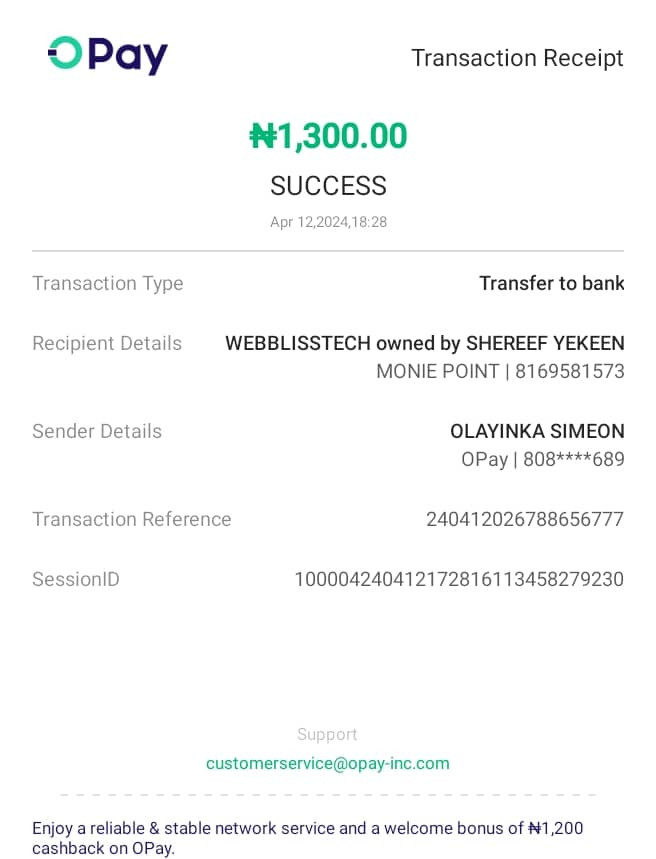 OPay
Transaction Receipt
₦1,300.00
SUCCESS
Apr 12,2024,18:28
Transaction Type
Transfer to bank
Recipient Details
WEBBLISSTECH owned by SHEREEF YEKEEN
MONIE POINT | 8169581573
Sender Details
OLAYINKA SIMEON
OPay | 808****689
Transaction Reference
240412026788656777
SessionID
100004240412172816113458279230
Support
customerservice@opay-inc.com
Enjoy a reliable & stable network service and a welcome bonus of ₦1,200
cashback on OPay.